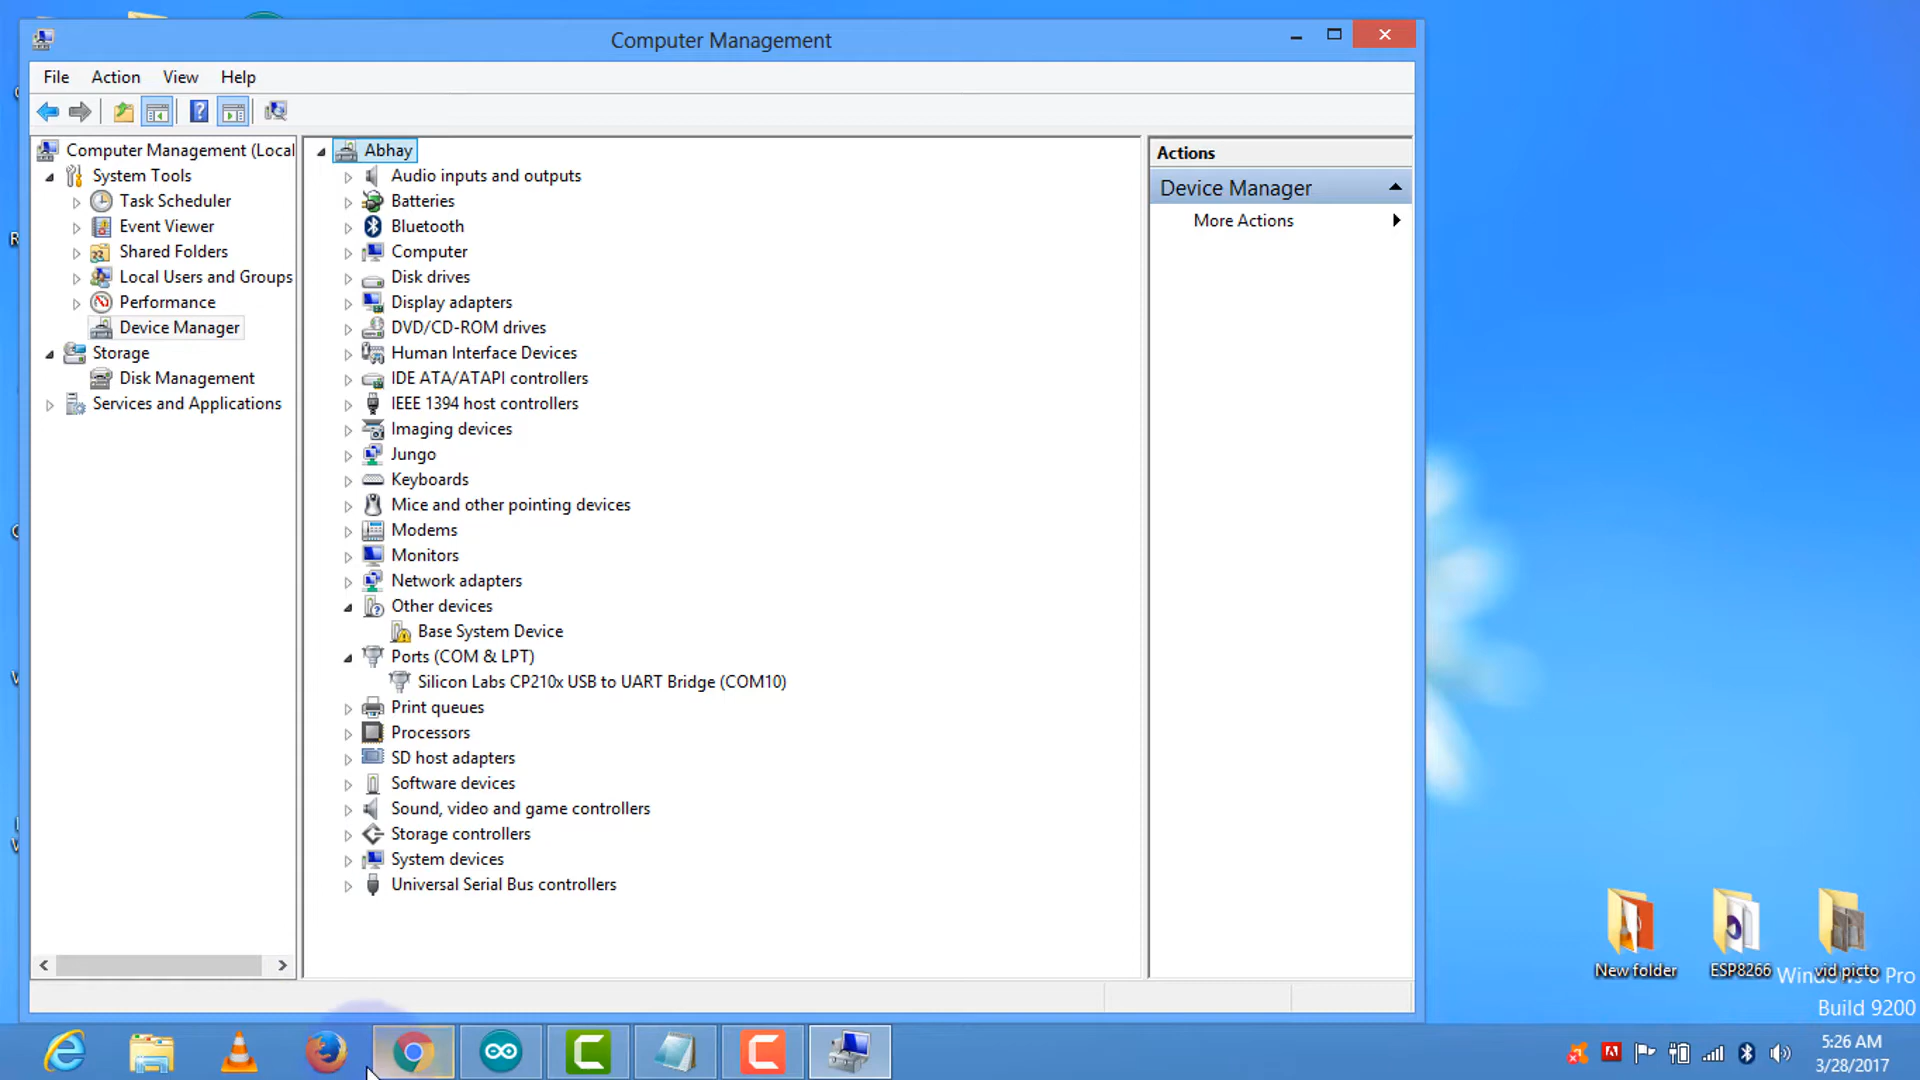 Computer Management
File Action View Help
Computer Management (Local
System Tools
Task Scheduler
Event Viewer
Shared Folders
Local Users and Groups
Performance
Device Manager
Storage
Disk Management
Services and Applications
Abhay
Audio inputs and outputs
Batteries
Bluetooth
Computer
Disk drives
Display adapters
DVD/CD-ROM drives
Human Interface Devices
IDE ATA/ATAPI controllers
IEEE 1394 host controllers
Imaging devices
Jungo
Keyboards
Mice and other pointing devices
Modems
Monitors
Network adapters
Other devices
Base System Device
Ports (COM & LPT)
Silicon Labs CP210x USB to UART Bridge (COM10)
Print queues
Processors
SD host adapters
Software devices
Sound, video and game controllers
Storage controllers
System devices
Universal Serial Bus controllers
Actions
Device Manager
More Actions
New folder
ESP8266
vid picto
Pro
Build 9200
5:26 AM
3/28/2017